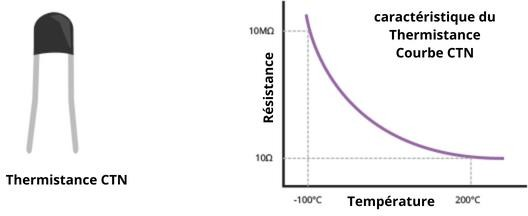 Thermistance CTN
caractéristique du
Thermistance
Courbe CTN
10MΩ
Résistance
10Ω
-100°C
Température
200°C